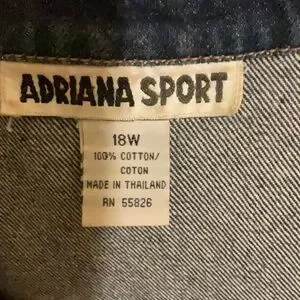 ADRIANA SPORT
18W
100% COTTON/
COTON
MADE IN THAILAND
RN 55826